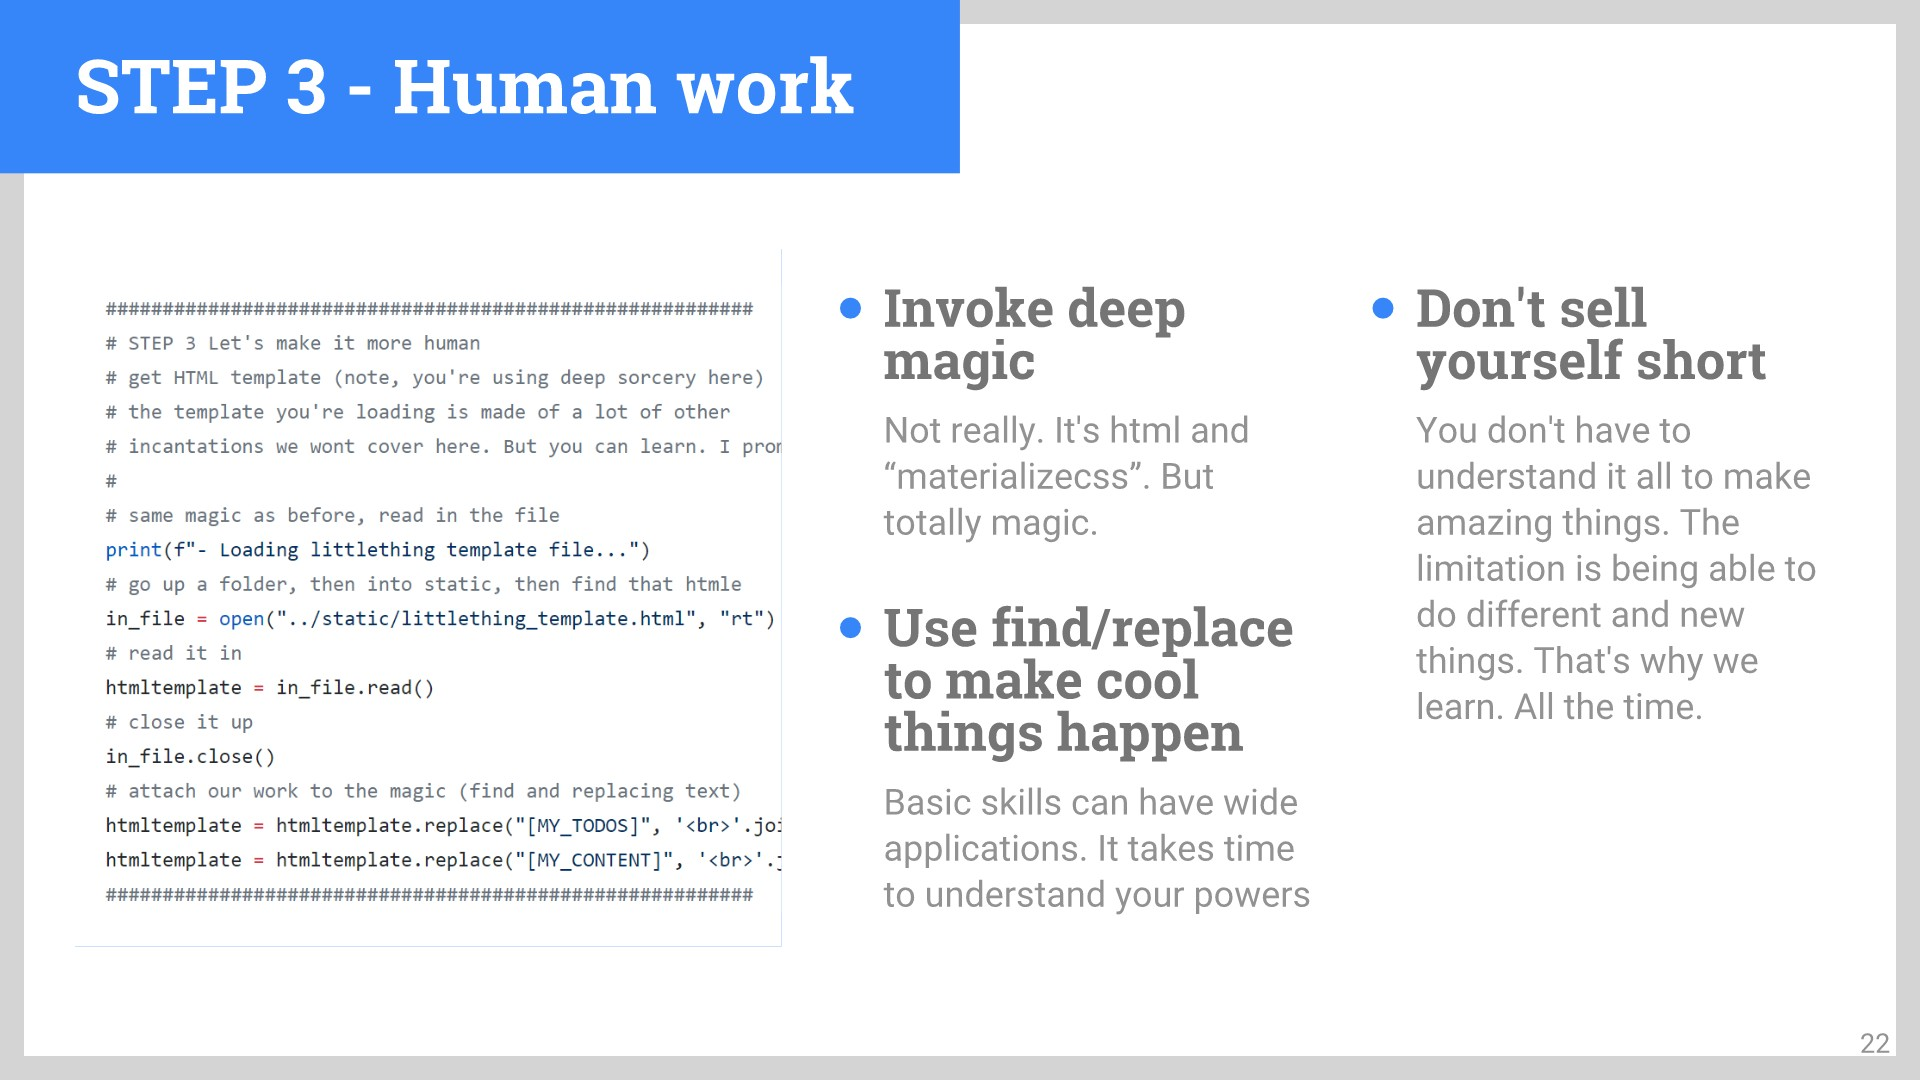 STEP 3 - Human work
#########################################################
# STEP 3 Let's make it more human
# get HTML template (note, you're using deep sorcery here)
# the template you're loading is made of a lot of other
# incantations we wont cover here. But you can learn. I pro
#
# same magic as before, read in the file
print(f"- Loading littlething template file...")
# go up a folder, then into static, then find that htmle
in_file = open("../static/littlething_template.html", "rt")
# read it in
htmltemplate = in_file.read()
# close it up
in_file.close()
# attach our work to the magic (find and replacing text)
htmltemplate = htmltemplate.replace("[MY_TODOS]", '<br>'.joi
htmltemplate = htmltemplate.replace("[MY_CONTENT]", '<br>'.j
#########################################################
Invoke deep
magic
Not really. It's html and
“materializecss”. But
totally magic.
Use find/replace
to make cool
things happen
Basic skills can have wide
applications. It takes time
to understand your powers
Don't sell
yourself short
You don't have to
understand it all to make
amazing things. The
limitation is being able to
do different and new
things. That's why we
learn. All the time.
22